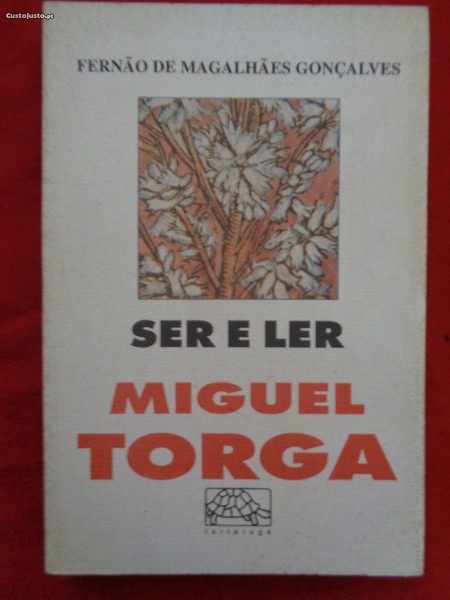 CustoJusto.pt
FERNÃO DE MAGALHÃES GONÇALVES
SER E LER
MIGUEL
TORGA
tartaruga